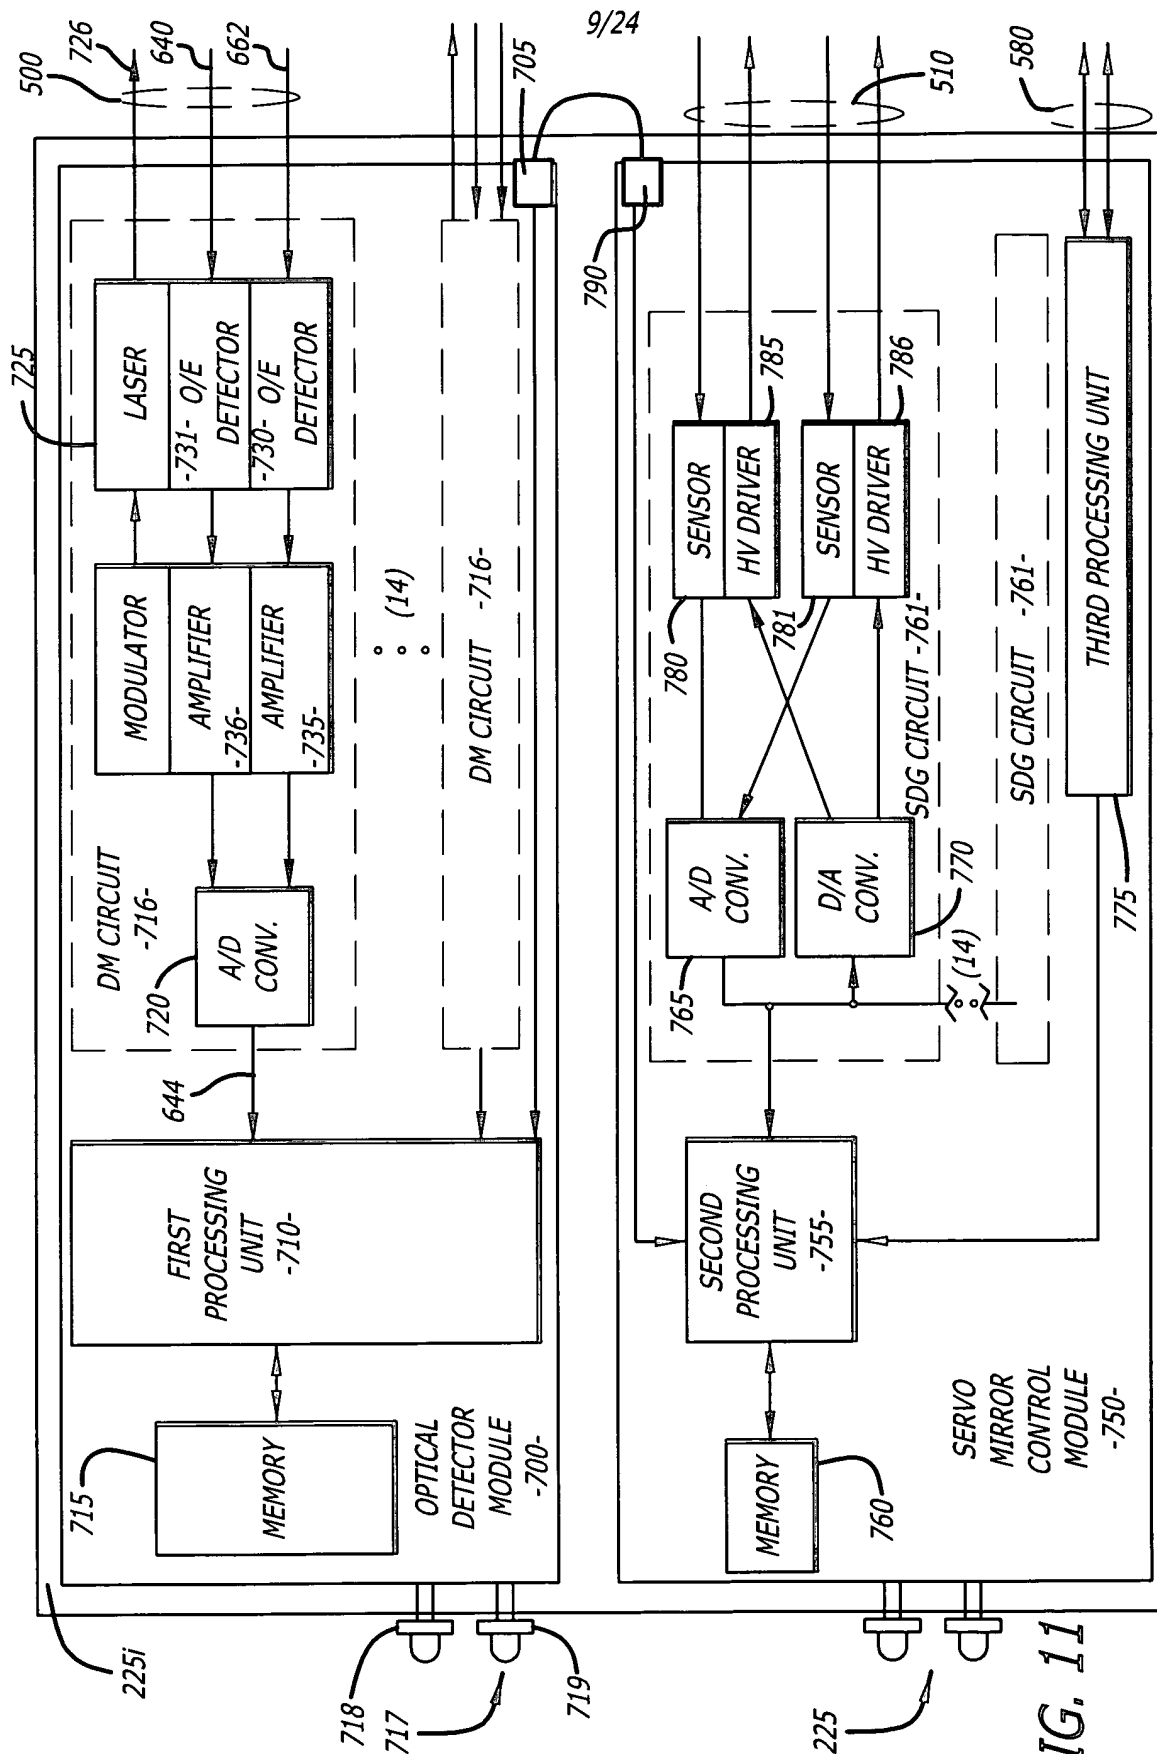 9/24
500
726
640
662
705
725
LASER
-731- O/E
DETECTOR
-730- O/E
DETECTOR
MODULATOR
AMPLIFIER
-736-
AMPLIFIER
-735-
DM CIRCUIT
-716-
720
A/D
CONV.
644
(14)
DM CIRCUIT -716-
FIRST
PROCESSING
UNIT
-710-
715
MEMORY
OPTICAL
DETECTOR
MODULE
-700-
225i
718
717
719
510
580
790
785
786
SENSOR
HV DRIVER
SENSOR
HV DRIVER
780
781
SDG CIRCUIT -761-
A/D
CONV.
D/A
CONV.
765
770
(14)
SDG CIRCUIT -761-
THIRD PROCESSING UNIT
775
SECOND
PROCESSING
UNIT
-755-
MEMORY
760
SERVO
MIRROR
CONTROL
MODULE
-750-
225
IG. 11